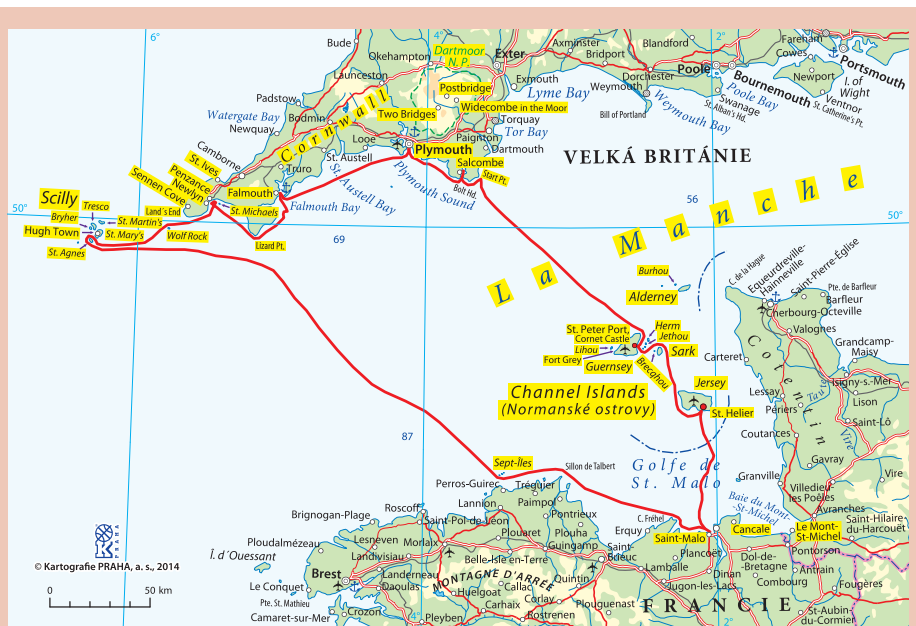 6°
4°
2°
Bude
Okehampton
Dartmoor
N. P.
Exter
Axminster
Bridport
Blandford
Fareham
Cowes
Portsmouth
Launceston
Postbridge
Exmouth
Lyme Bay
Dorchester
Weymouth
Poole
Bournemouth
Newport
I. of
Wight
Padstow
Watergate Bay
Newquay
Bodmin
Cornwall
Two Bridges
Widecombe in the Moor
Torquay
Tor Bay
Bill of Portland
Weymouth Bay
Poole Bay
Swanage
St. Alban's Hd.
Ventnor
St. Catherine's Pt.
Looe
Paignton
Plymouth
Dartmouth
VELKÁ BRITÁNIE
Camborne
St. Austell
Truro
Salcombe
Start Pt.
Bolt Hd.
St. Ives
Penzance
Newlyn
Sennen Cove
Falmouth
Falmouth Bay
St. Austell Bay
Plymouth Sound
Scilly
Tresco
Bryher
Hugh Town
St. Martin's
St. Mary's
St. Agnes
Land´s End
Wolf Rock
St. Michaels
Lizard Pt.
50°
50°
69
56
La Manche
Burhou
Alderney
C. de la Hague
Equeurdreville-
Hainneville
Saint-Pierre-Église
Pte. de Barfleur
Barfleur
Cherbourg-Octeville
Valognes
St. Peter Port,
Cornet Castle
Herm
Jethou
Lihou
Fort Grey
Guernsey
Sark
Brecqhou
Carteret
Grandcamp-
Maisy
Cotentin
Channel Islands
(Normanské ostrovy)
Jersey
St. Helier
Lessay
Périers
Taute
Isigny-s.-Mer
Lison
Saint-Lô
Vire
Coutances
87
Golfe de
St. Malo
Gavray
Granville
Villedieu-
les Poêles
Vire
Sept-Îles
Sillon de Talbert
Perros-Guirec
Tréguier
Lannion
Paimpol
Baie du Mont-
St-Michel
Avranches
Brignogan-Plage
Roscoff
Saint-Pol-de-Léon
Pontrieux
C. Fréhel
Erquy
Saint-Malo
Cancale
Le Mont-
St-Michel
Saint-Hilaire-
du-Harcouët
Pontorson
Ploudalmézeau
Lesneven
Morlaix
Plouaret
Plouha
Guingamp
Saint-
Brieuc
Plancoët
Dol-de-
-Bretagne
Antrain
Î. d´Ouessant
Landivisiau
Belle-Isle-en-Terre
Lamballe
Dinan
Combourg
Fougères
Brest
Landerneau
Daoulas
MONTAGNE D'ARRÉE
Callac
Quintin
Jugon-les-Lacs
Le Conquet
Pte. St. Mathieu
Camaret-sur-Mer
Crozon
Huelgoat
Carhaix
Pleyben
Corlay
Rostrenen
Plouguenast
FRANCIE
Saint-Aubin-
du-Cormier
4°
2°
PRAHA
© Kartografie PRAHA, a. s., 2014
0 50 km